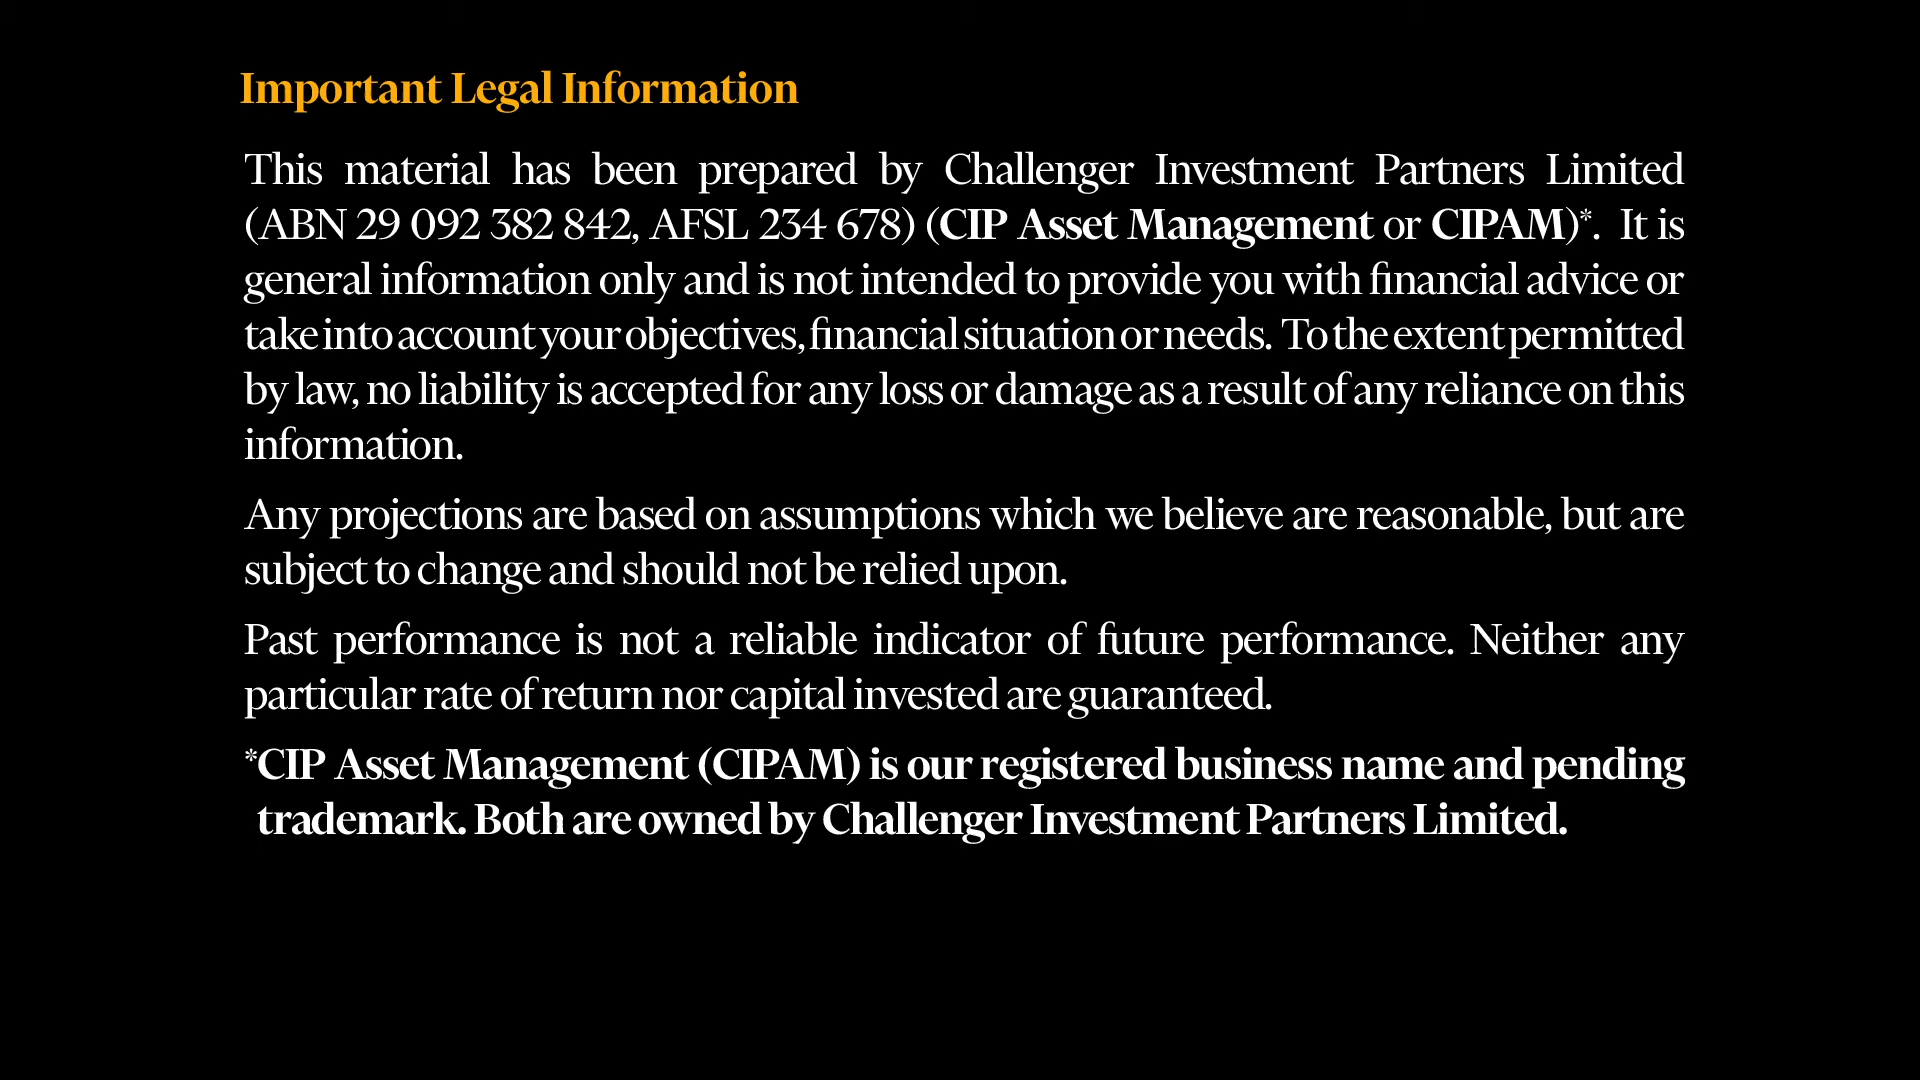 Important Legal Information
This material has been prepared by Challenger Investment Partners Limited
(ABN 29 092 382 842, AFSL 234 678) (CIP Asset Management or CIPAM)*. It is
general information only and is not intended to provide you with financial advice or
take into account your objectives, financial situation or needs. To the extent permitted
by law, no liability is accepted for any loss or damage as a result of any reliance on this
information.
Any projections are based on assumptions which we believe are reasonable, but are
subject to change and should not be relied upon.
Past performance is not a reliable indicator of future performance. Neither any
particular rate of return nor capital invested are guaranteed.
*CIP Asset Management (CIPAM) is our registered business name and pending
trademark. Both are owned by Challenger Investment Partners Limited.